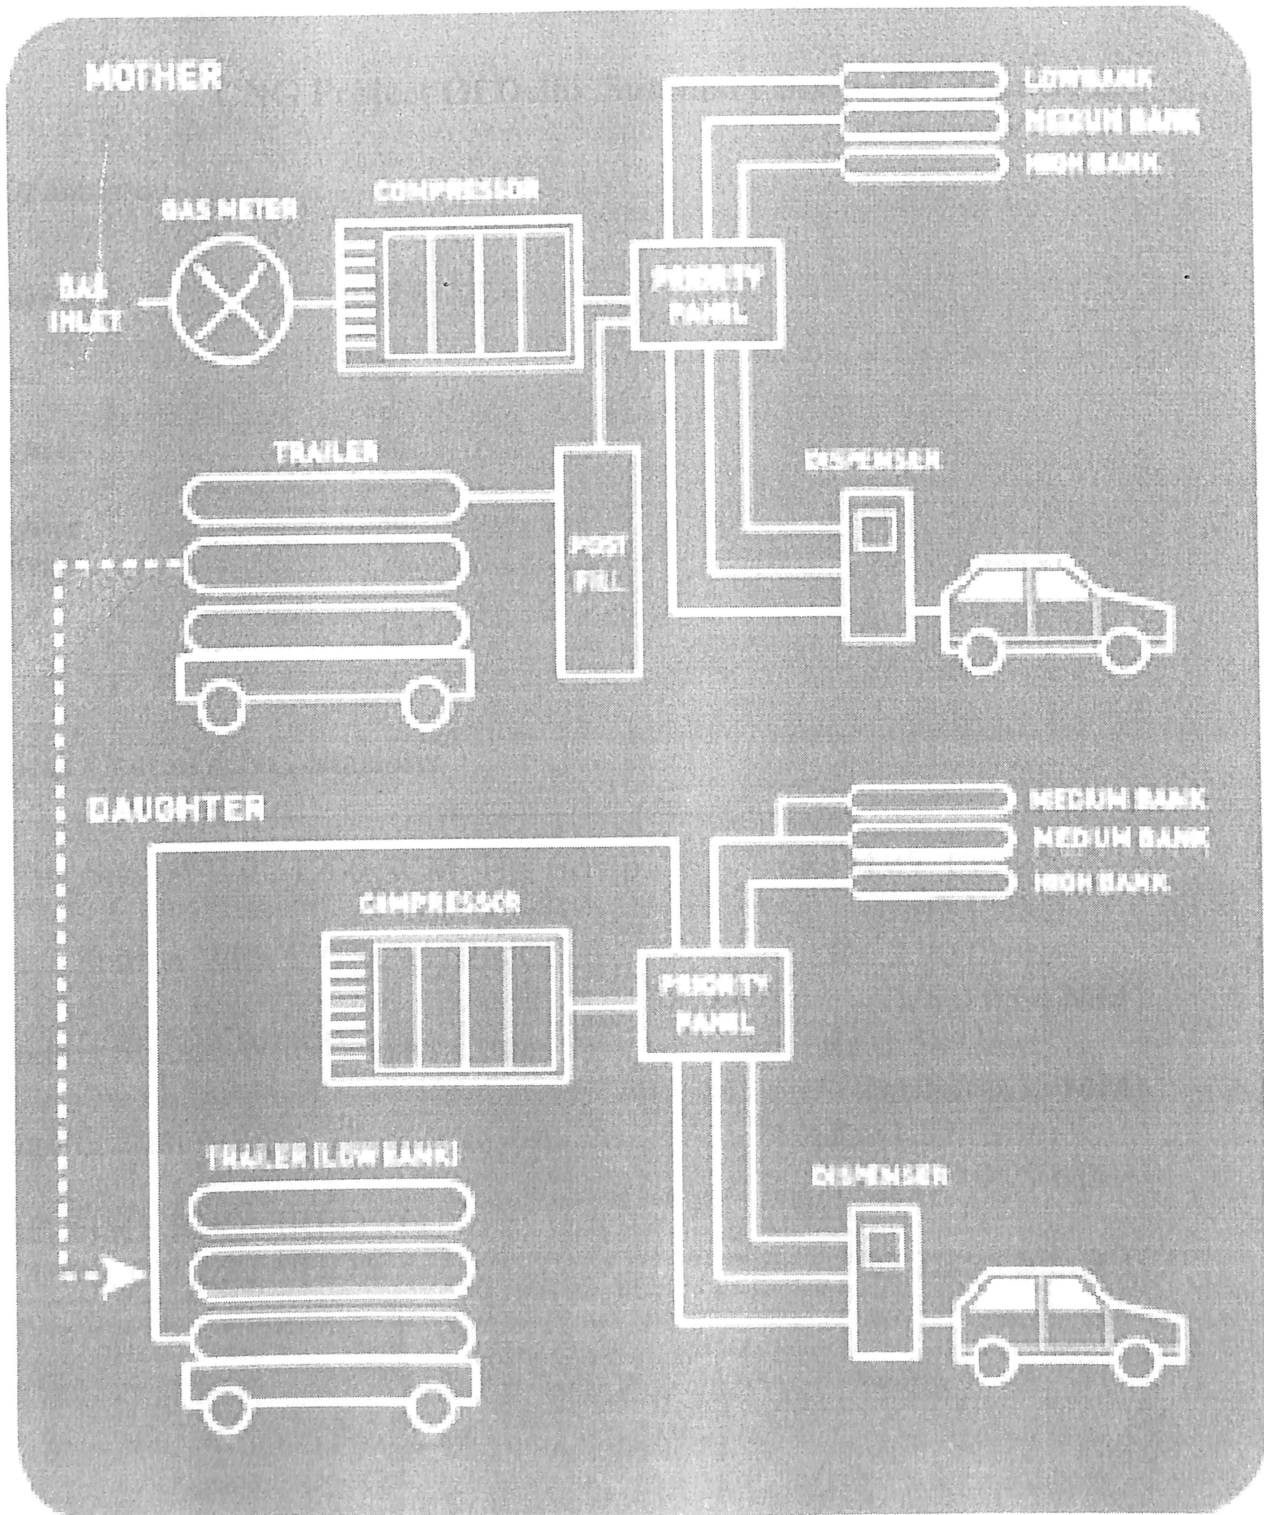 MOTHER
LOW BANK
MEDIUM BANK
HIGH BANK
COMPRESSOR
GAS METER
GAS
INLET
PRIORITY
PANEL
TRAILER
DISPENSER
POST
FILL
DAUGHTER
MEDIUM BANK
MEDIUM BANK
HIGH BANK
COMPRESSOR
PRIORITY
PANEL
TRAILER (LOW BANK)
DISPENSER